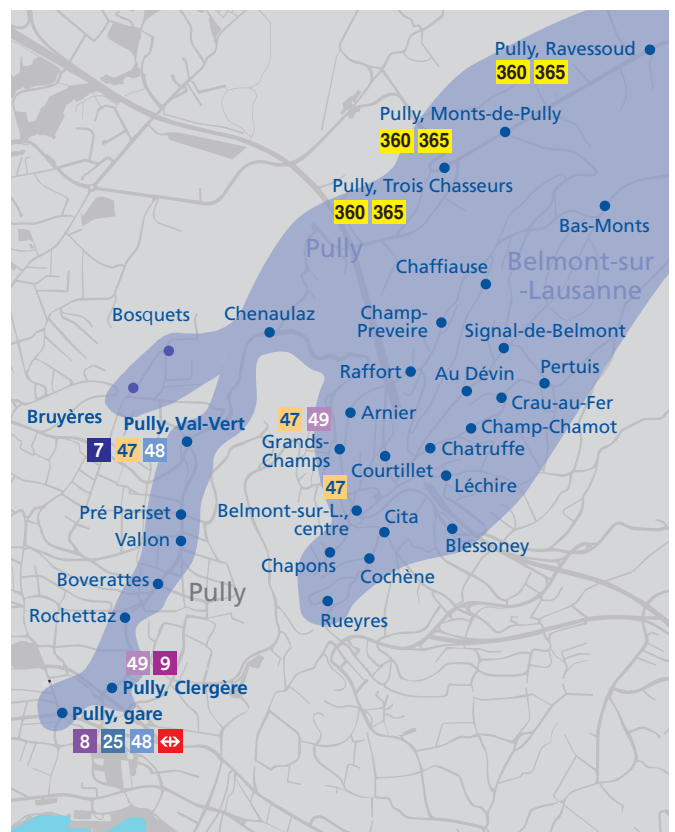 Pully, Ravessoud
360 365
Pully, Monts-de-Pully
360 365
Pully, Trois Chasseurs
360 365
Bas-Monts
Pully
Chaffiause
Belmont-sur
-Lausanne
Bosquets
Chenaulaz
Champ-
Preveire
Signal-de-Belmont
Raffort
Au Dévin
Pertuis
Crau-au-Fer
Bruyères
Pully, Val-Vert
7 47 48
47 49
Arnier
Champ-Chamot
Grands-
Champs
Chatruffe
Courtillet
Léchire
47
Pré Pariset
Belmont-sur-L.,
centre
Cita
Vallon
Blessoney
Chapons
Cochène
Boverattes
Pully
Rochettaz
Rueyres
49 9
Pully, Clergère
Pully, gare
8 25 48